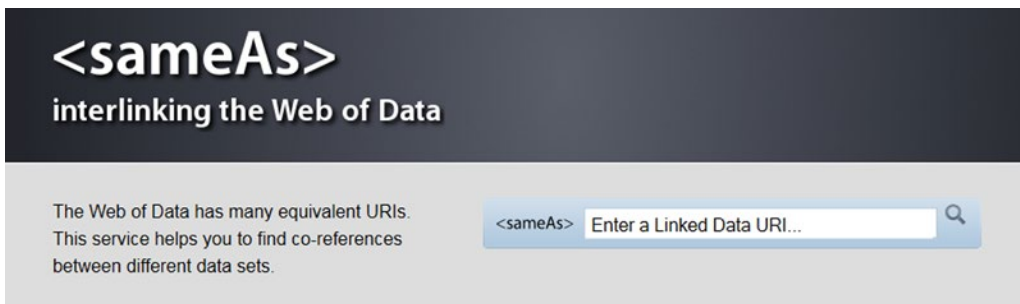 <sameAs>
interlinking the Web of Data
The Web of Data has many equivalent URIs.
This service helps you to find co-references
between different data sets.
<sameAs> Enter a Linked Data URI...